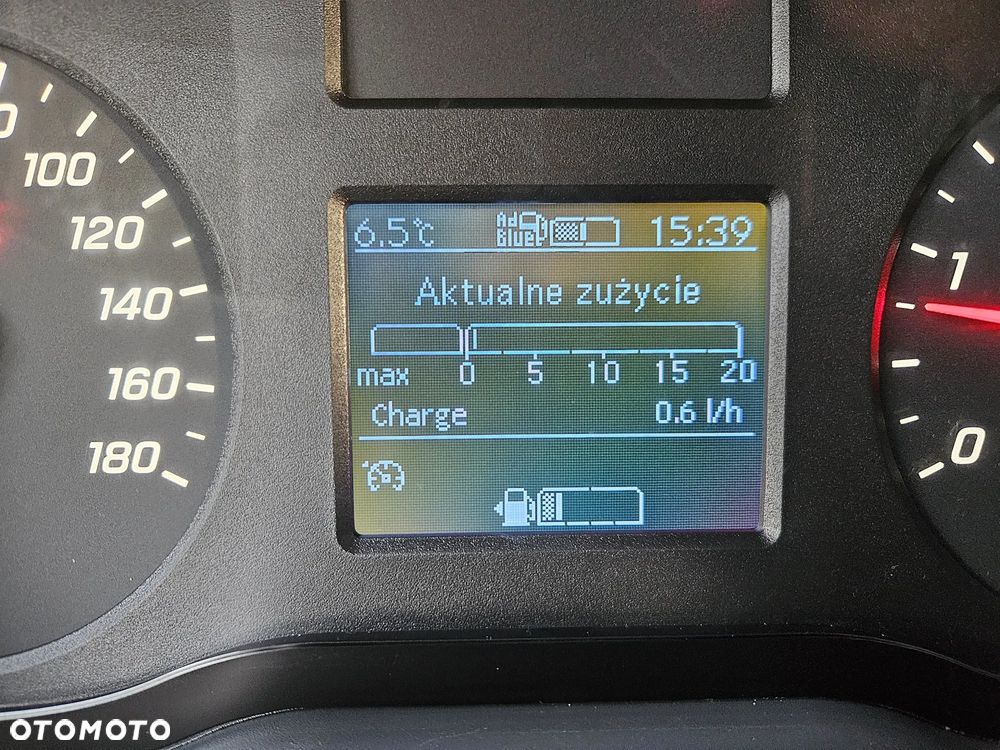 6.5°C AdBlue 15:39
Aktualne zużycie
max 0 5 10 15 20
Charge 0.6 l/h
100
120
140
160
180
1
0
OTOMOTO